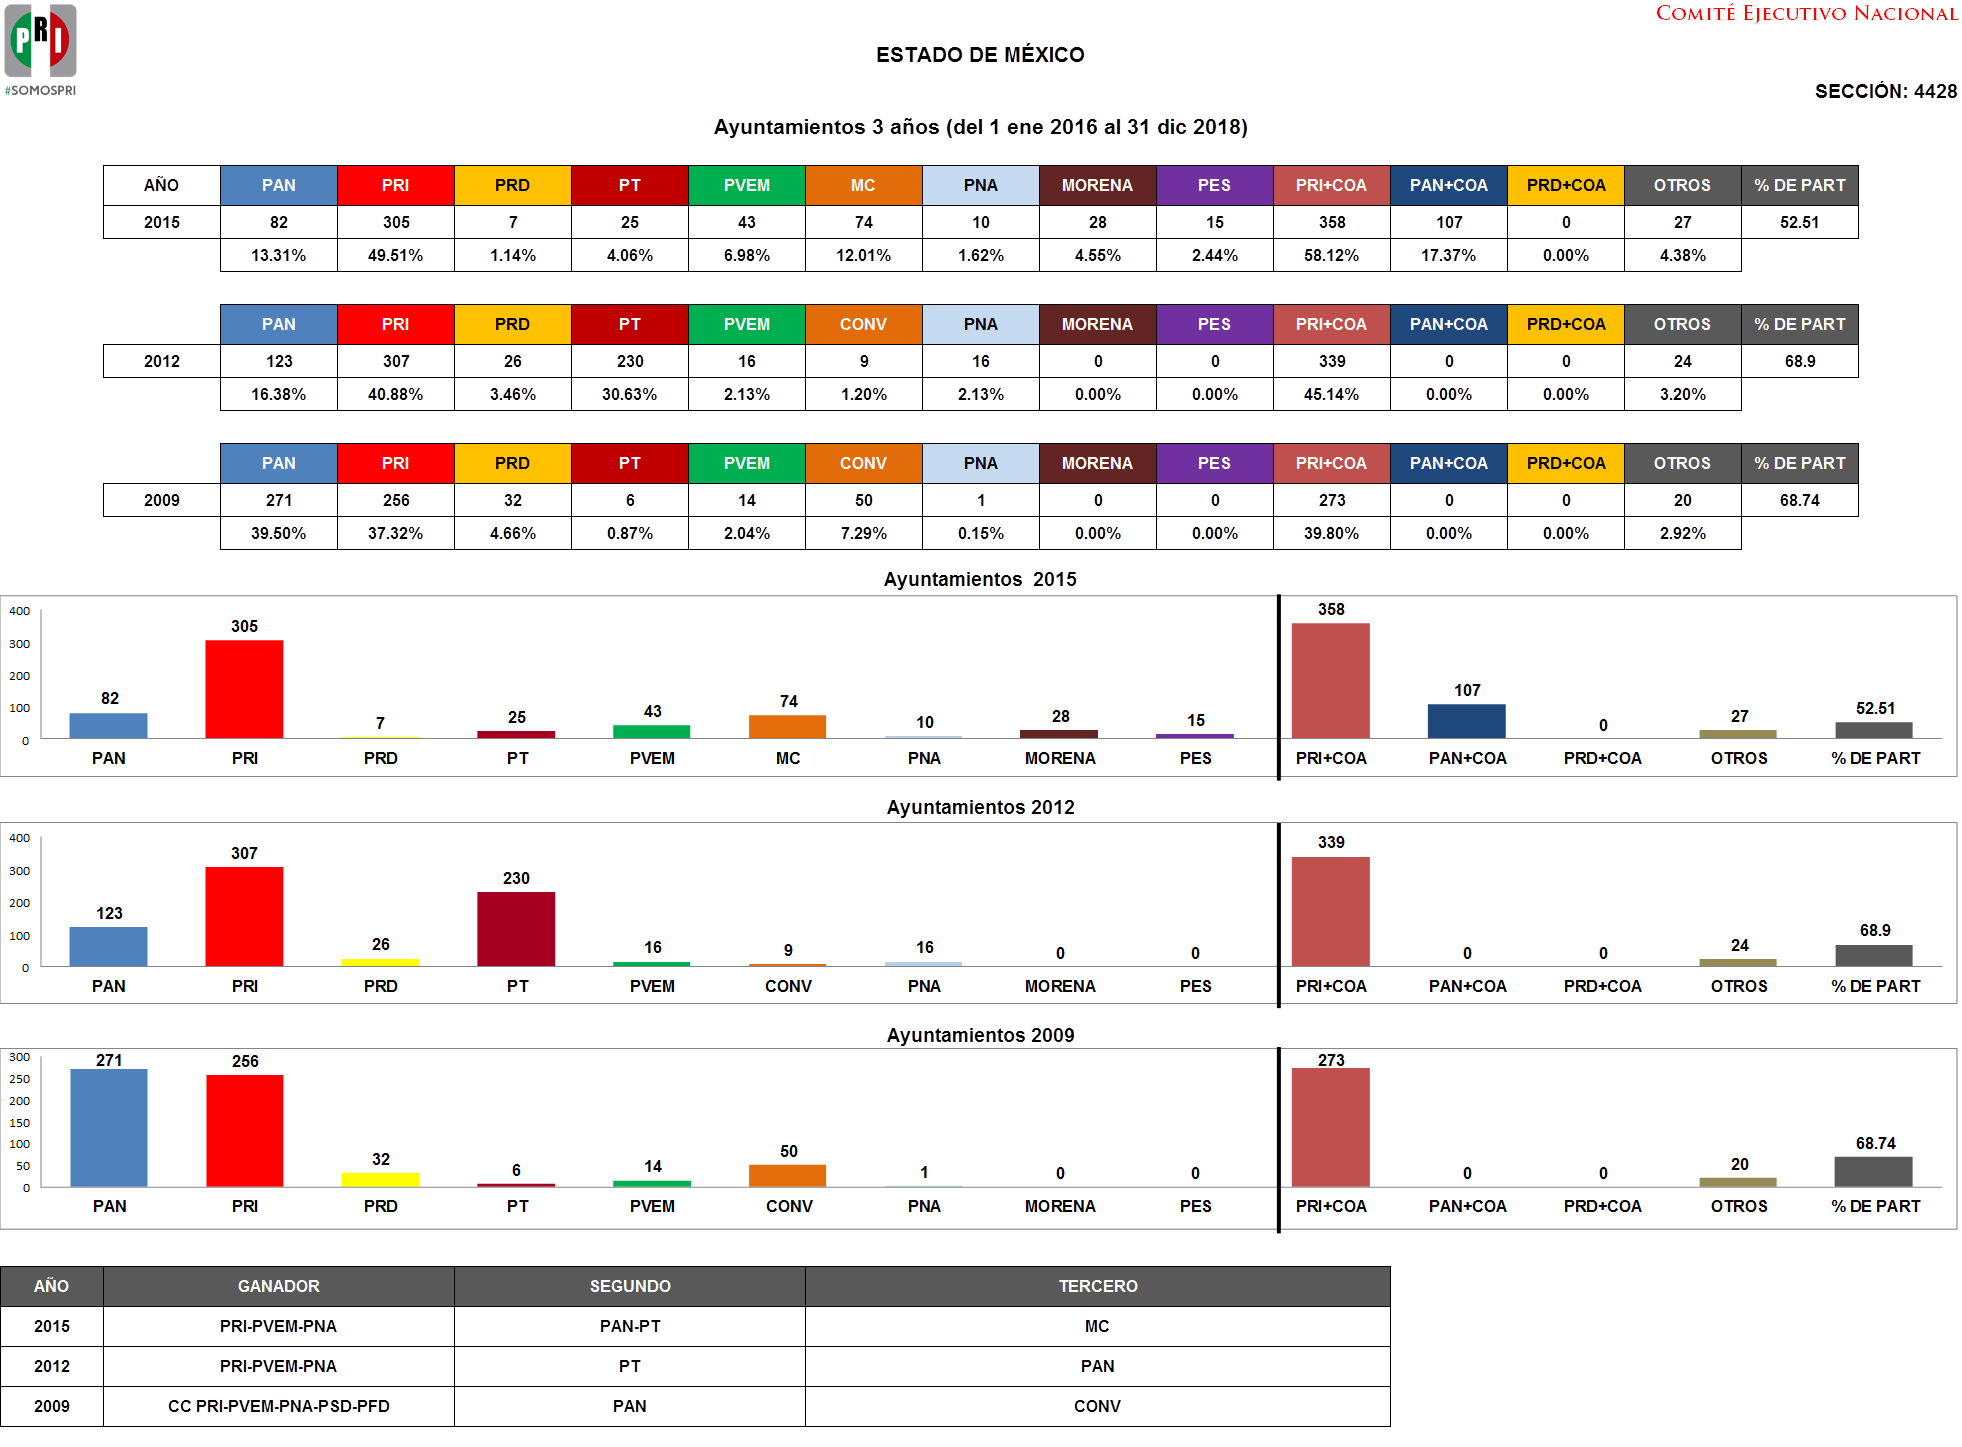 PRI
#SOMOSPRI
COMITÉ EJECUTIVO NACIONAL
ESTADO DE MÉXICO
SECCIÓN: 4428
Ayuntamientos 3 años (del 1 ene 2016 al 31 dic 2018)
AÑO PAN PRI PRD PT PVEM MC PNA MORENA PES PRI+COA PAN+COA PRD+COA OTROS % DE PART
2015 82 305 7 25 43 74 10 28 15 358 107 0 27 52.51
13.31% 49.51% 1.14% 4.06% 6.98% 12.01% 1.62% 4.55% 2.44% 58.12% 17.37% 0.00% 4.38%
PAN PRI PRD PT PVEM CONV PNA MORENA PES PRI+COA PAN+COA PRD+COA OTROS % DE PART
2012 123 307 26 230 16 9 16 0 0 339 0 0 24 68.9
16.38% 40.88% 3.46% 30.63% 2.13% 1.20% 2.13% 0.00% 0.00% 45.14% 0.00% 0.00% 3.20%
PAN PRI PRD PT PVEM CONV PNA MORENA PES PRI+COA PAN+COA PRD+COA OTROS % DE PART
2009 271 256 32 6 14 50 1 0 0 273 0 0 20 68.74
39.50% 37.32% 4.66% 0.87% 2.04% 7.29% 0.15% 0.00% 0.00% 39.80% 0.00% 0.00% 2.92%
Ayuntamientos 2015
400
300
200
100
0
82 305 7 25 43 74 10 28 15 358 107 0 27 52.51
PAN PRI PRD PT PVEM MC PNA MORENA PES PRI+COA PAN+COA PRD+COA OTROS % DE PART
Ayuntamientos 2012
400
300
200
100
0
123 307 26 230 16 9 16 0 0 339 0 0 24 68.9
PAN PRI PRD PT PVEM CONV PNA MORENA PES PRI+COA PAN+COA PRD+COA OTROS % DE PART
Ayuntamientos 2009
300
250
200
150
100
50
0
271 256 32 6 14 50 1 0 0 273 0 0 20 68.74
PAN PRI PRD PT PVEM CONV PNA MORENA PES PRI+COA PAN+COA PRD+COA OTROS % DE PART
AÑO GANADOR SEGUNDO TERCERO
2015 PRI-PVEM-PNA PAN-PT MC
2012 PRI-PVEM-PNA PT PAN
2009 CC PRI-PVEM-PNA-PSD-PFD PAN CONV